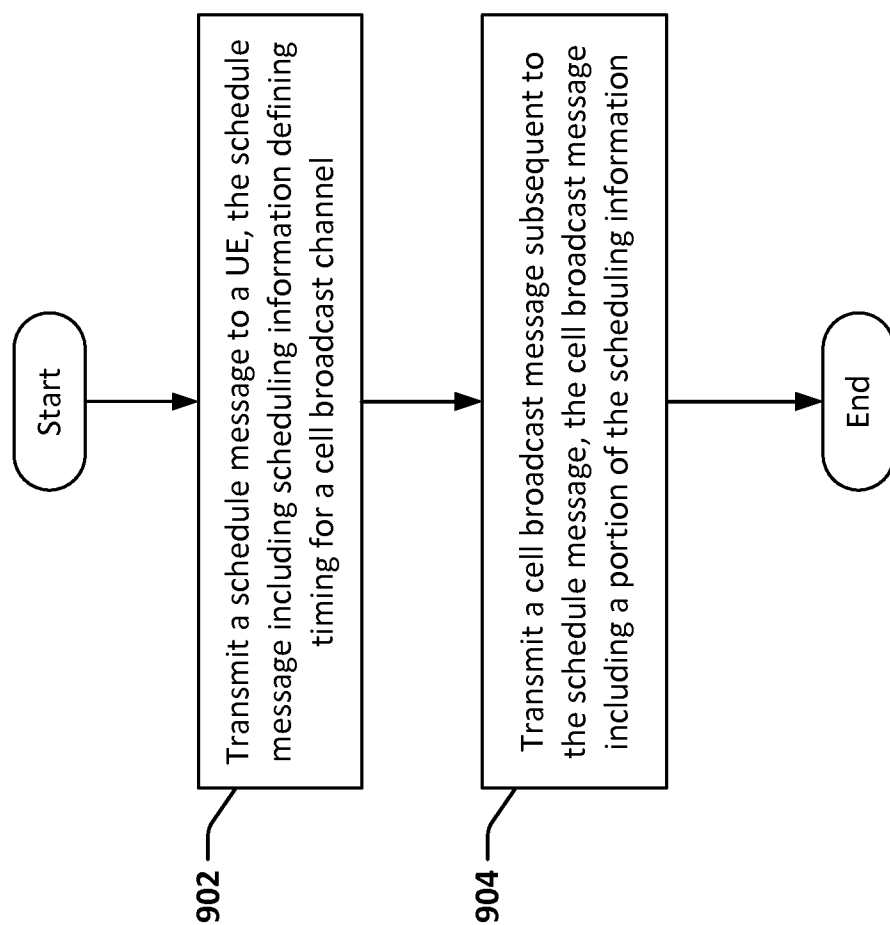 Start
902
Transmit a schedule message to a UE, the schedule
message including scheduling information defining
timing for a cell broadcast channel
904
Transmit a cell broadcast message subsequent to
the schedule message, the cell broadcast message
including a portion of the scheduling information
End